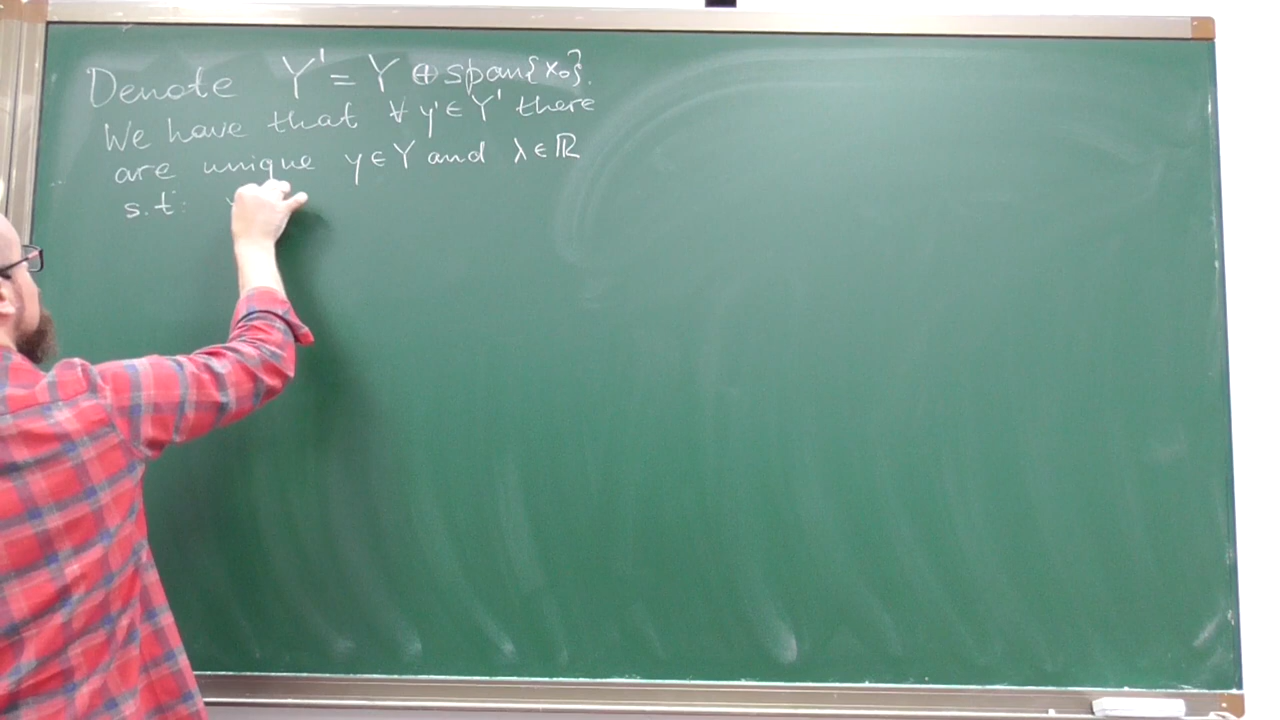 Denote Y' = Y ⊕ span{x₀}.
We have that ∀ y' ∈ Y' there
are unique y ∈ Y and λ ∈ ℝ
s.t: